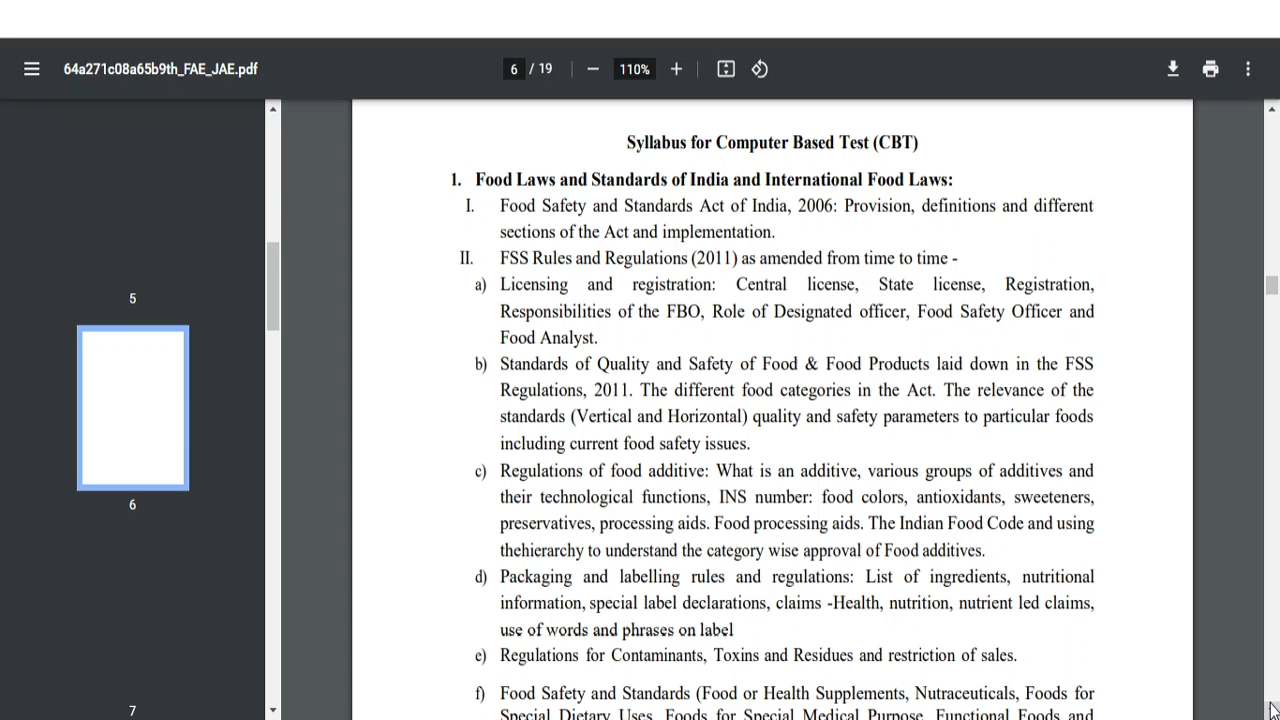 64a271c08a65b9th_FAE_JAE.pdf
6 / 19
110%
5
6
7
Syllabus for Computer Based Test (CBT)
1. Food Laws and Standards of India and International Food Laws:
I. Food Safety and Standards Act of India, 2006: Provision, definitions and different
sections of the Act and implementation.
II. FSS Rules and Regulations (2011) as amended from time to time -
a) Licensing and registration: Central license, State license, Registration,
Responsibilities of the FBO, Role of Designated officer, Food Safety Officer and
Food Analyst.
b) Standards of Quality and Safety of Food & Food Products laid down in the FSS
Regulations, 2011. The different food categories in the Act. The relevance of the
standards (Vertical and Horizontal) quality and safety parameters to particular foods
including current food safety issues.
c) Regulations of food additive: What is an additive, various groups of additives and
their technological functions, INS number: food colors, antioxidants, sweeteners,
preservatives, processing aids. Food processing aids. The Indian Food Code and using
thehierarchy to understand the category wise approval of Food additives.
d) Packaging and labelling rules and regulations: List of ingredients, nutritional
information, special label declarations, claims -Health, nutrition, nutrient led claims,
use of words and phrases on label
e) Regulations for Contaminants, Toxins and Residues and restriction of sales.
f) Food Safety and Standards (Food or Health Supplements, Nutraceuticals, Foods for
Special Dietary Uses, Foods for Special Medical Purpose, Functional Foods and